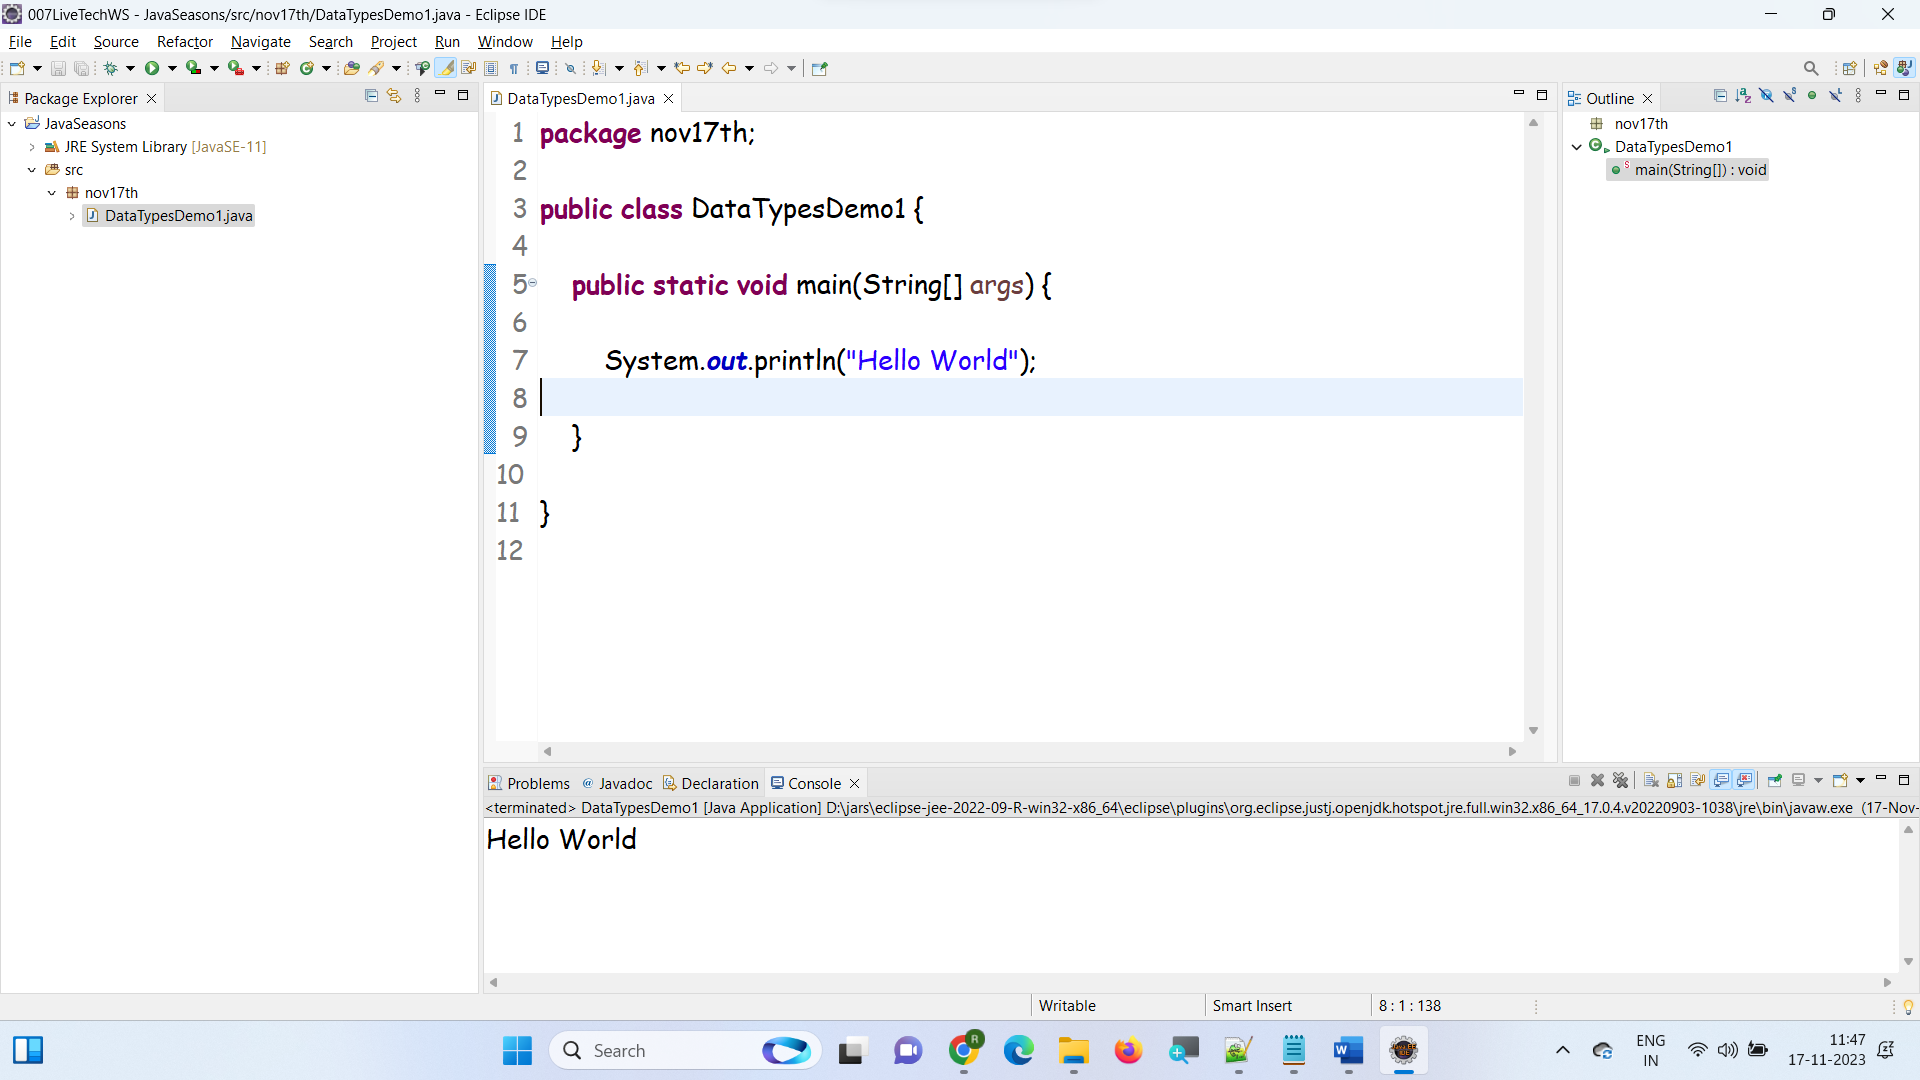 007LiveTechWS - JavaSeasons/src/nov17th/DataTypesDemo1.java - Eclipse IDE
File Edit Source Refactor Navigate Search Project Run Window Help
Package Explorer
JavaSeasons
JRE System Library [JavaSE-11]
src
nov17th
DataTypesDemo1.java
DataTypesDemo1.java
1 package nov17th;
2
3 public class DataTypesDemo1 {
4
5 public static void main(String[] args) {
6
7 System.out.println("Hello World");
8
9 }
10
11 }
12
Outline
nov17th
DataTypesDemo1
main(String[]) : void
Problems Javadoc Declaration Console
<terminated> DataTypesDemo1 [Java Application] D:\jars\eclipse-jee-2022-09-R-win32-x86_64\eclipse\plugins\org.eclipse.justj.openjdk.hotspot.jre.full.win32.x86_64_17.0.4.v20220903-1038\jre\bin\javaw.exe (17-Nov-
Hello World
Writable Smart Insert 8 : 1 : 138
Search
ENG
IN
11:47
17-11-2023